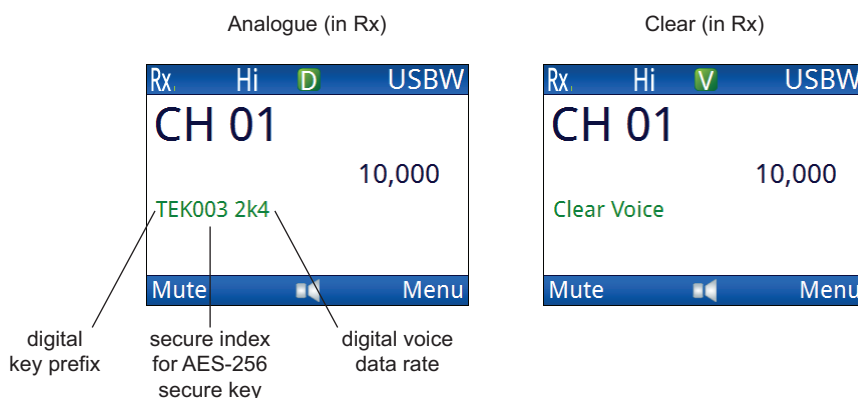 Analogue (in Rx)
Rx Hi D USBW
CH 01
10,000
TEK003 2k4
Mute Menu
digital
key prefix
secure index
for AES-256
secure key
digital voice
data rate
Clear (in Rx)
Rx Hi V USBW
CH 01
10,000
Clear Voice
Mute Menu